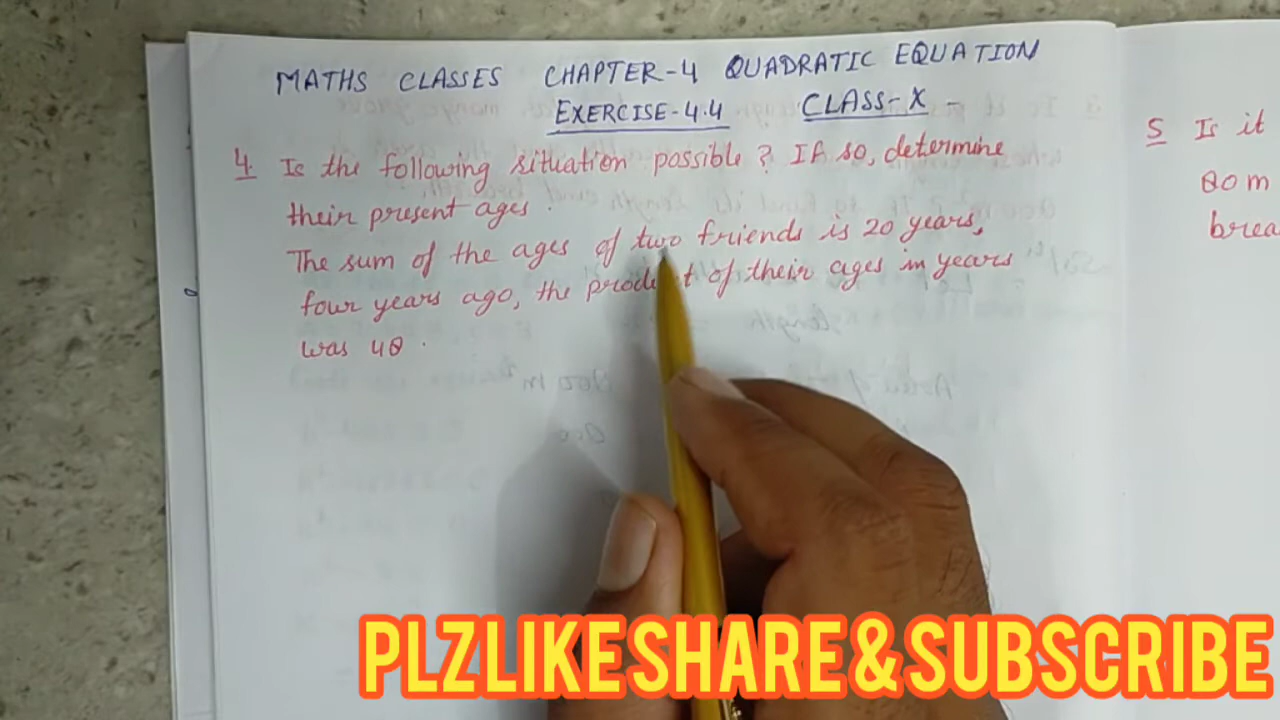 MATHS CLASSES CHAPTER-4 QUADRATIC EQUATION
EXERCISE-4.4 CLASS-X
4 Is the following situation possible? If so, determine
their present ages.
The sum of the ages of two friends is 20 years,
four years ago, the product of their ages in years
was 48.
5 Is it
80m
brea
PLZ LIKE SHARE & SUBSCRIBE